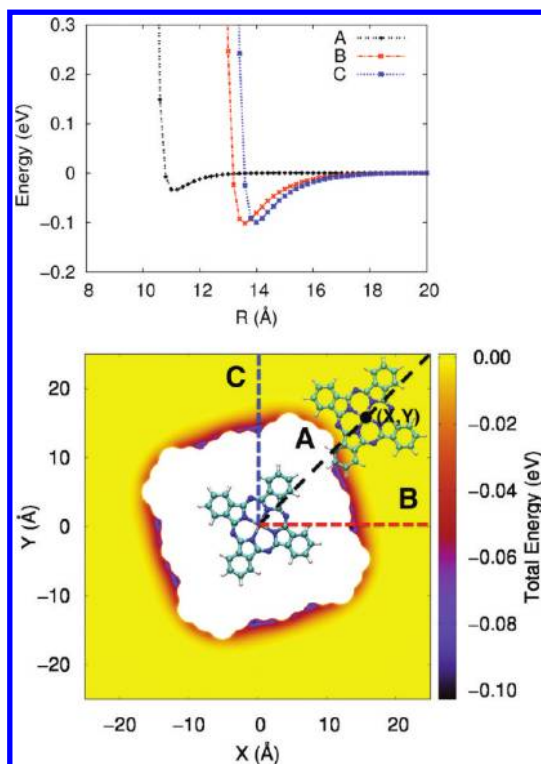 0.3
0.2
0.1
0
−0.1
−0.2
Energy (eV)
A
B
C
8 10 12 14 16 18 20
R (Å)
20
10
0
−10
−20
Y (Å)
C
A
B
(X,Y)
−20 −10 0 10 20
X (Å)
0.00
−0.02
−0.04
−0.06
−0.08
−0.10
Total Energy (eV)